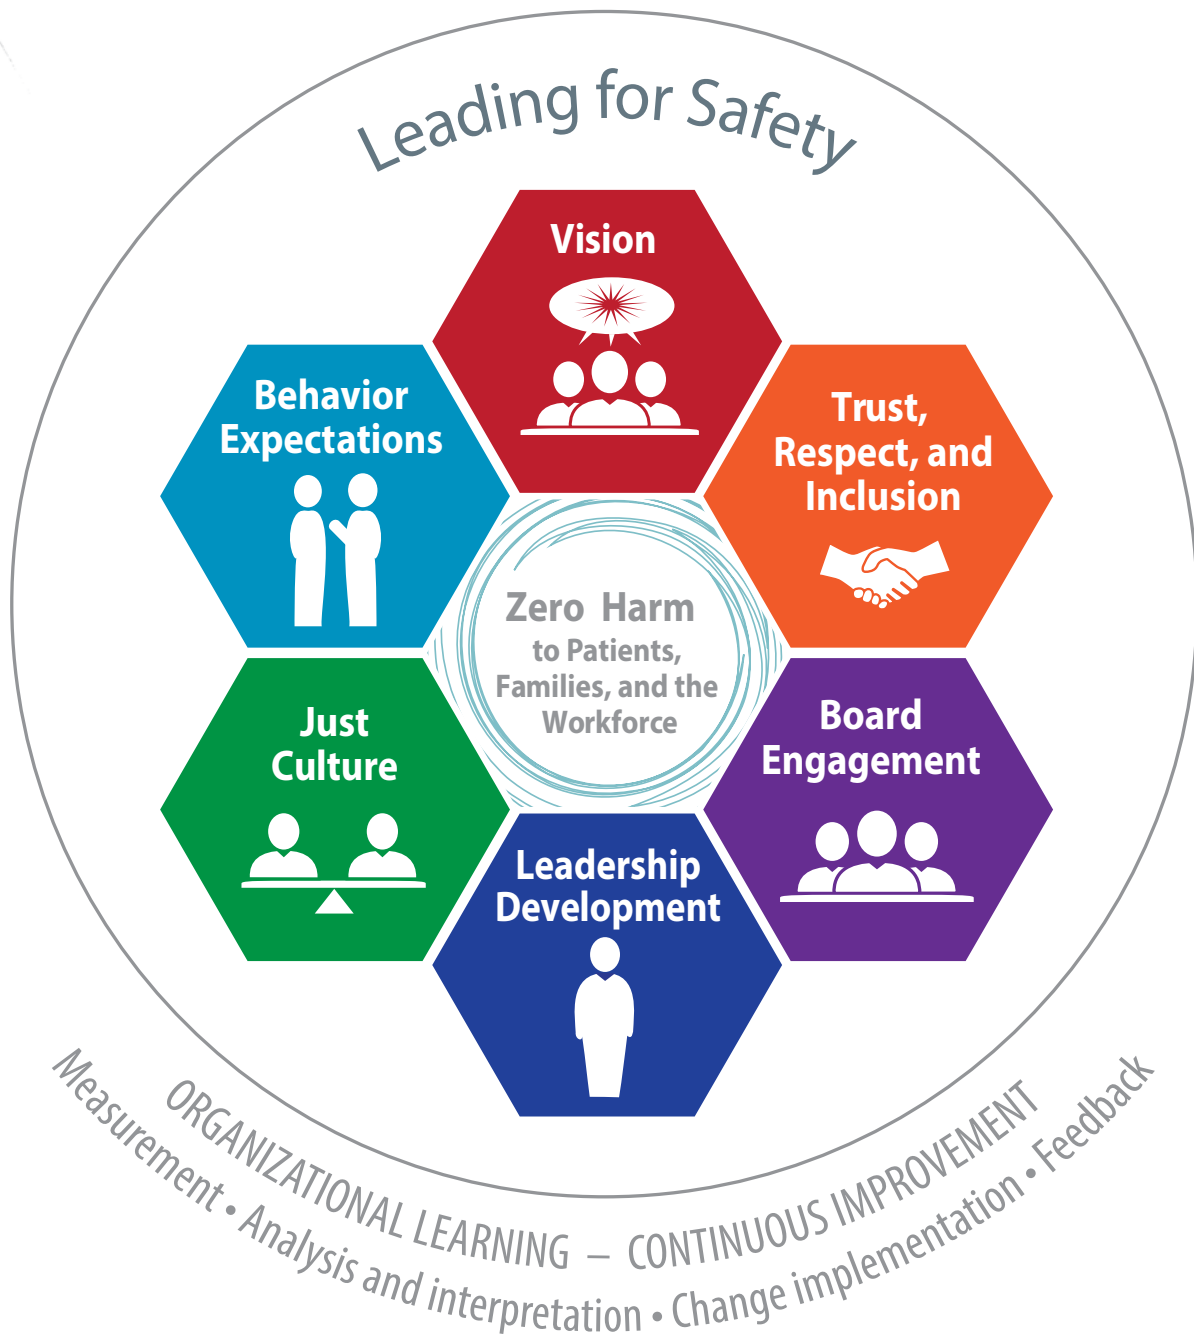 Leading for Safety
Vision
Trust,
Respect, and
Inclusion
Board
Engagement
Leadership
Development
Just
Culture
Behavior
Expectations
Zero Harm
to Patients,
Families, and the
Workforce
ORGANIZATIONAL LEARNING – CONTINUOUS IMPROVEMENT
Measurement • Analysis and interpretation • Change implementation • Feedback